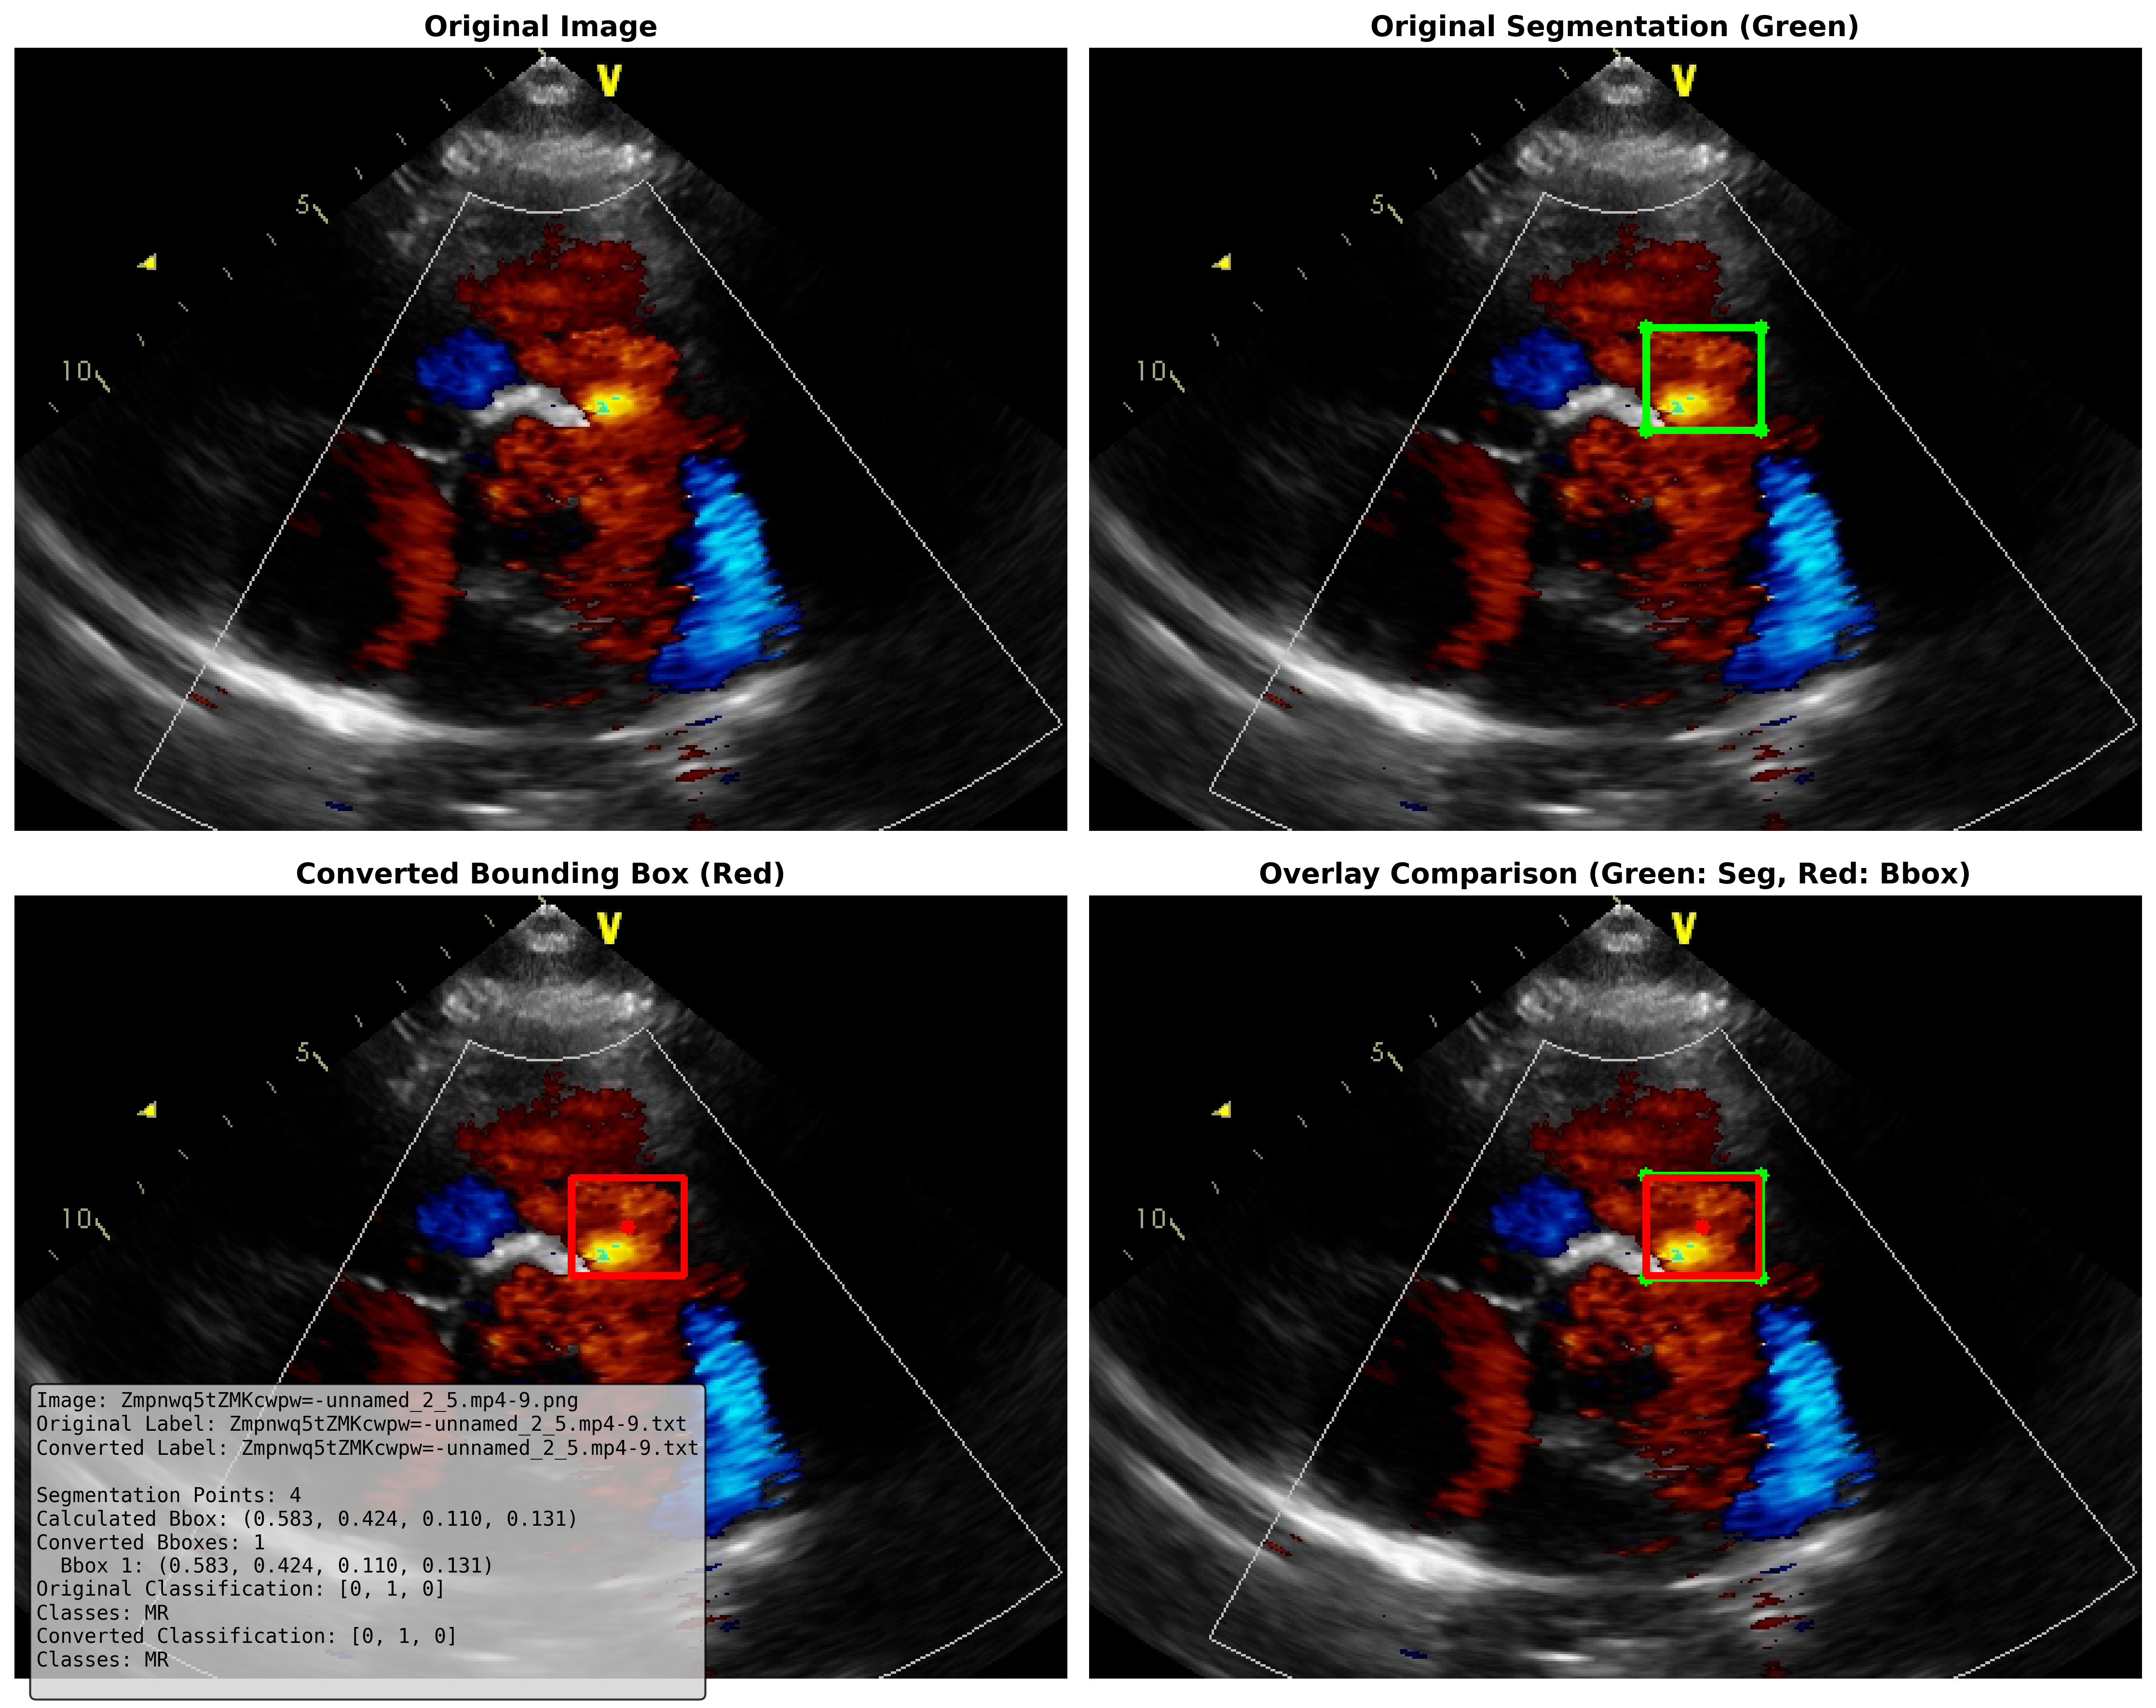 Original Image
Original Segmentation (Green)
V
5
10
V
5
10
Converted Bounding Box (Red)
Overlay Comparison (Green: Seg, Red: Bbox)
V
5
10
V
5
10
Image: Zmpnwq5tZMKcwpw=-unnamed_2_5.mp4-9.png
Original Label: Zmpnwq5tZMKcwpw=-unnamed_2_5.mp4-9.txt
Converted Label: Zmpnwq5tZMKcwpw=-unnamed_2_5.mp4-9.txt
Segmentation Points: 4
Calculated Bbox: (0.583, 0.424, 0.110, 0.131)
Converted Bboxes: 1
Bbox 1: (0.583, 0.424, 0.110, 0.131)
Original Classification: [0, 1, 0]
Classes: MR
Converted Classification: [0, 1, 0]
Classes: MR